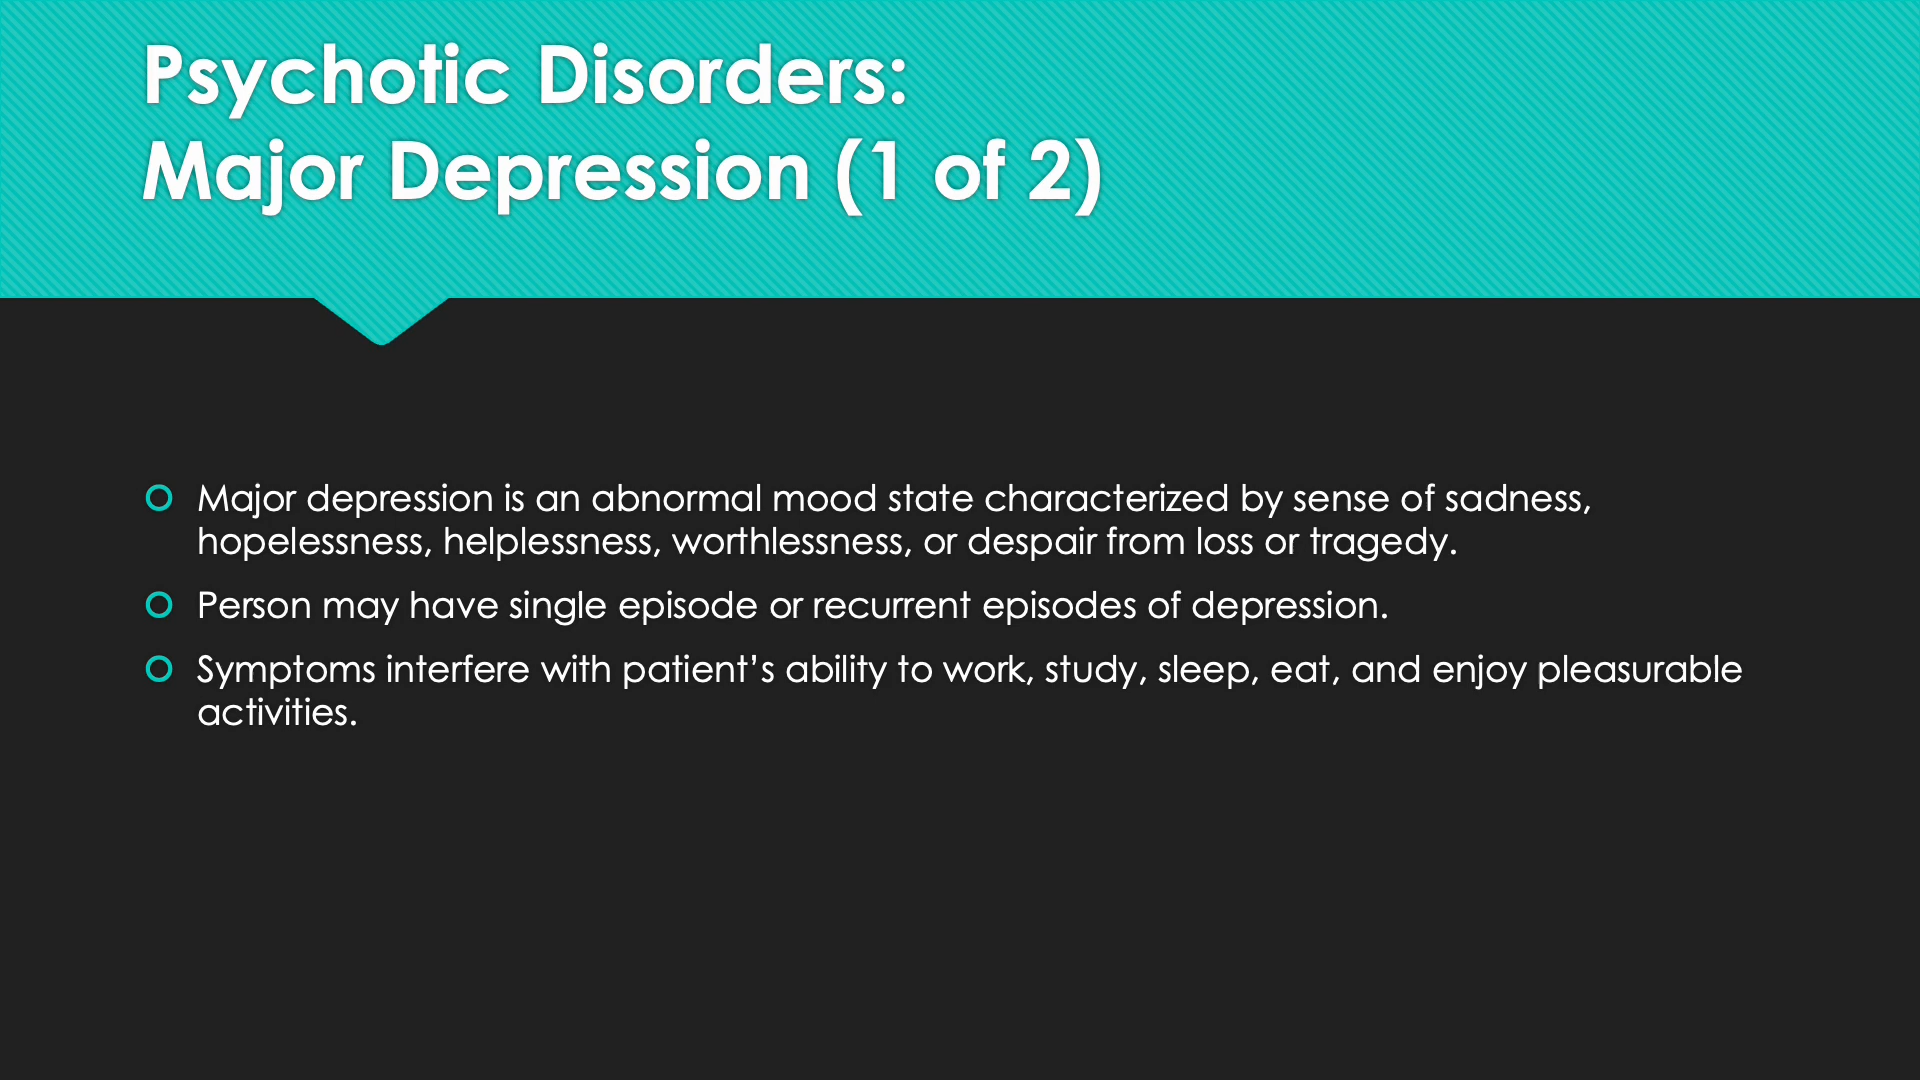 Psychotic Disorders:
Major Depression (1 of 2)
Major depression is an abnormal mood state characterized by sense of sadness,
hopelessness, helplessness, worthlessness, or despair from loss or tragedy.
Person may have single episode or recurrent episodes of depression.
Symptoms interfere with patient’s ability to work, study, sleep, eat, and enjoy pleasurable
activities.